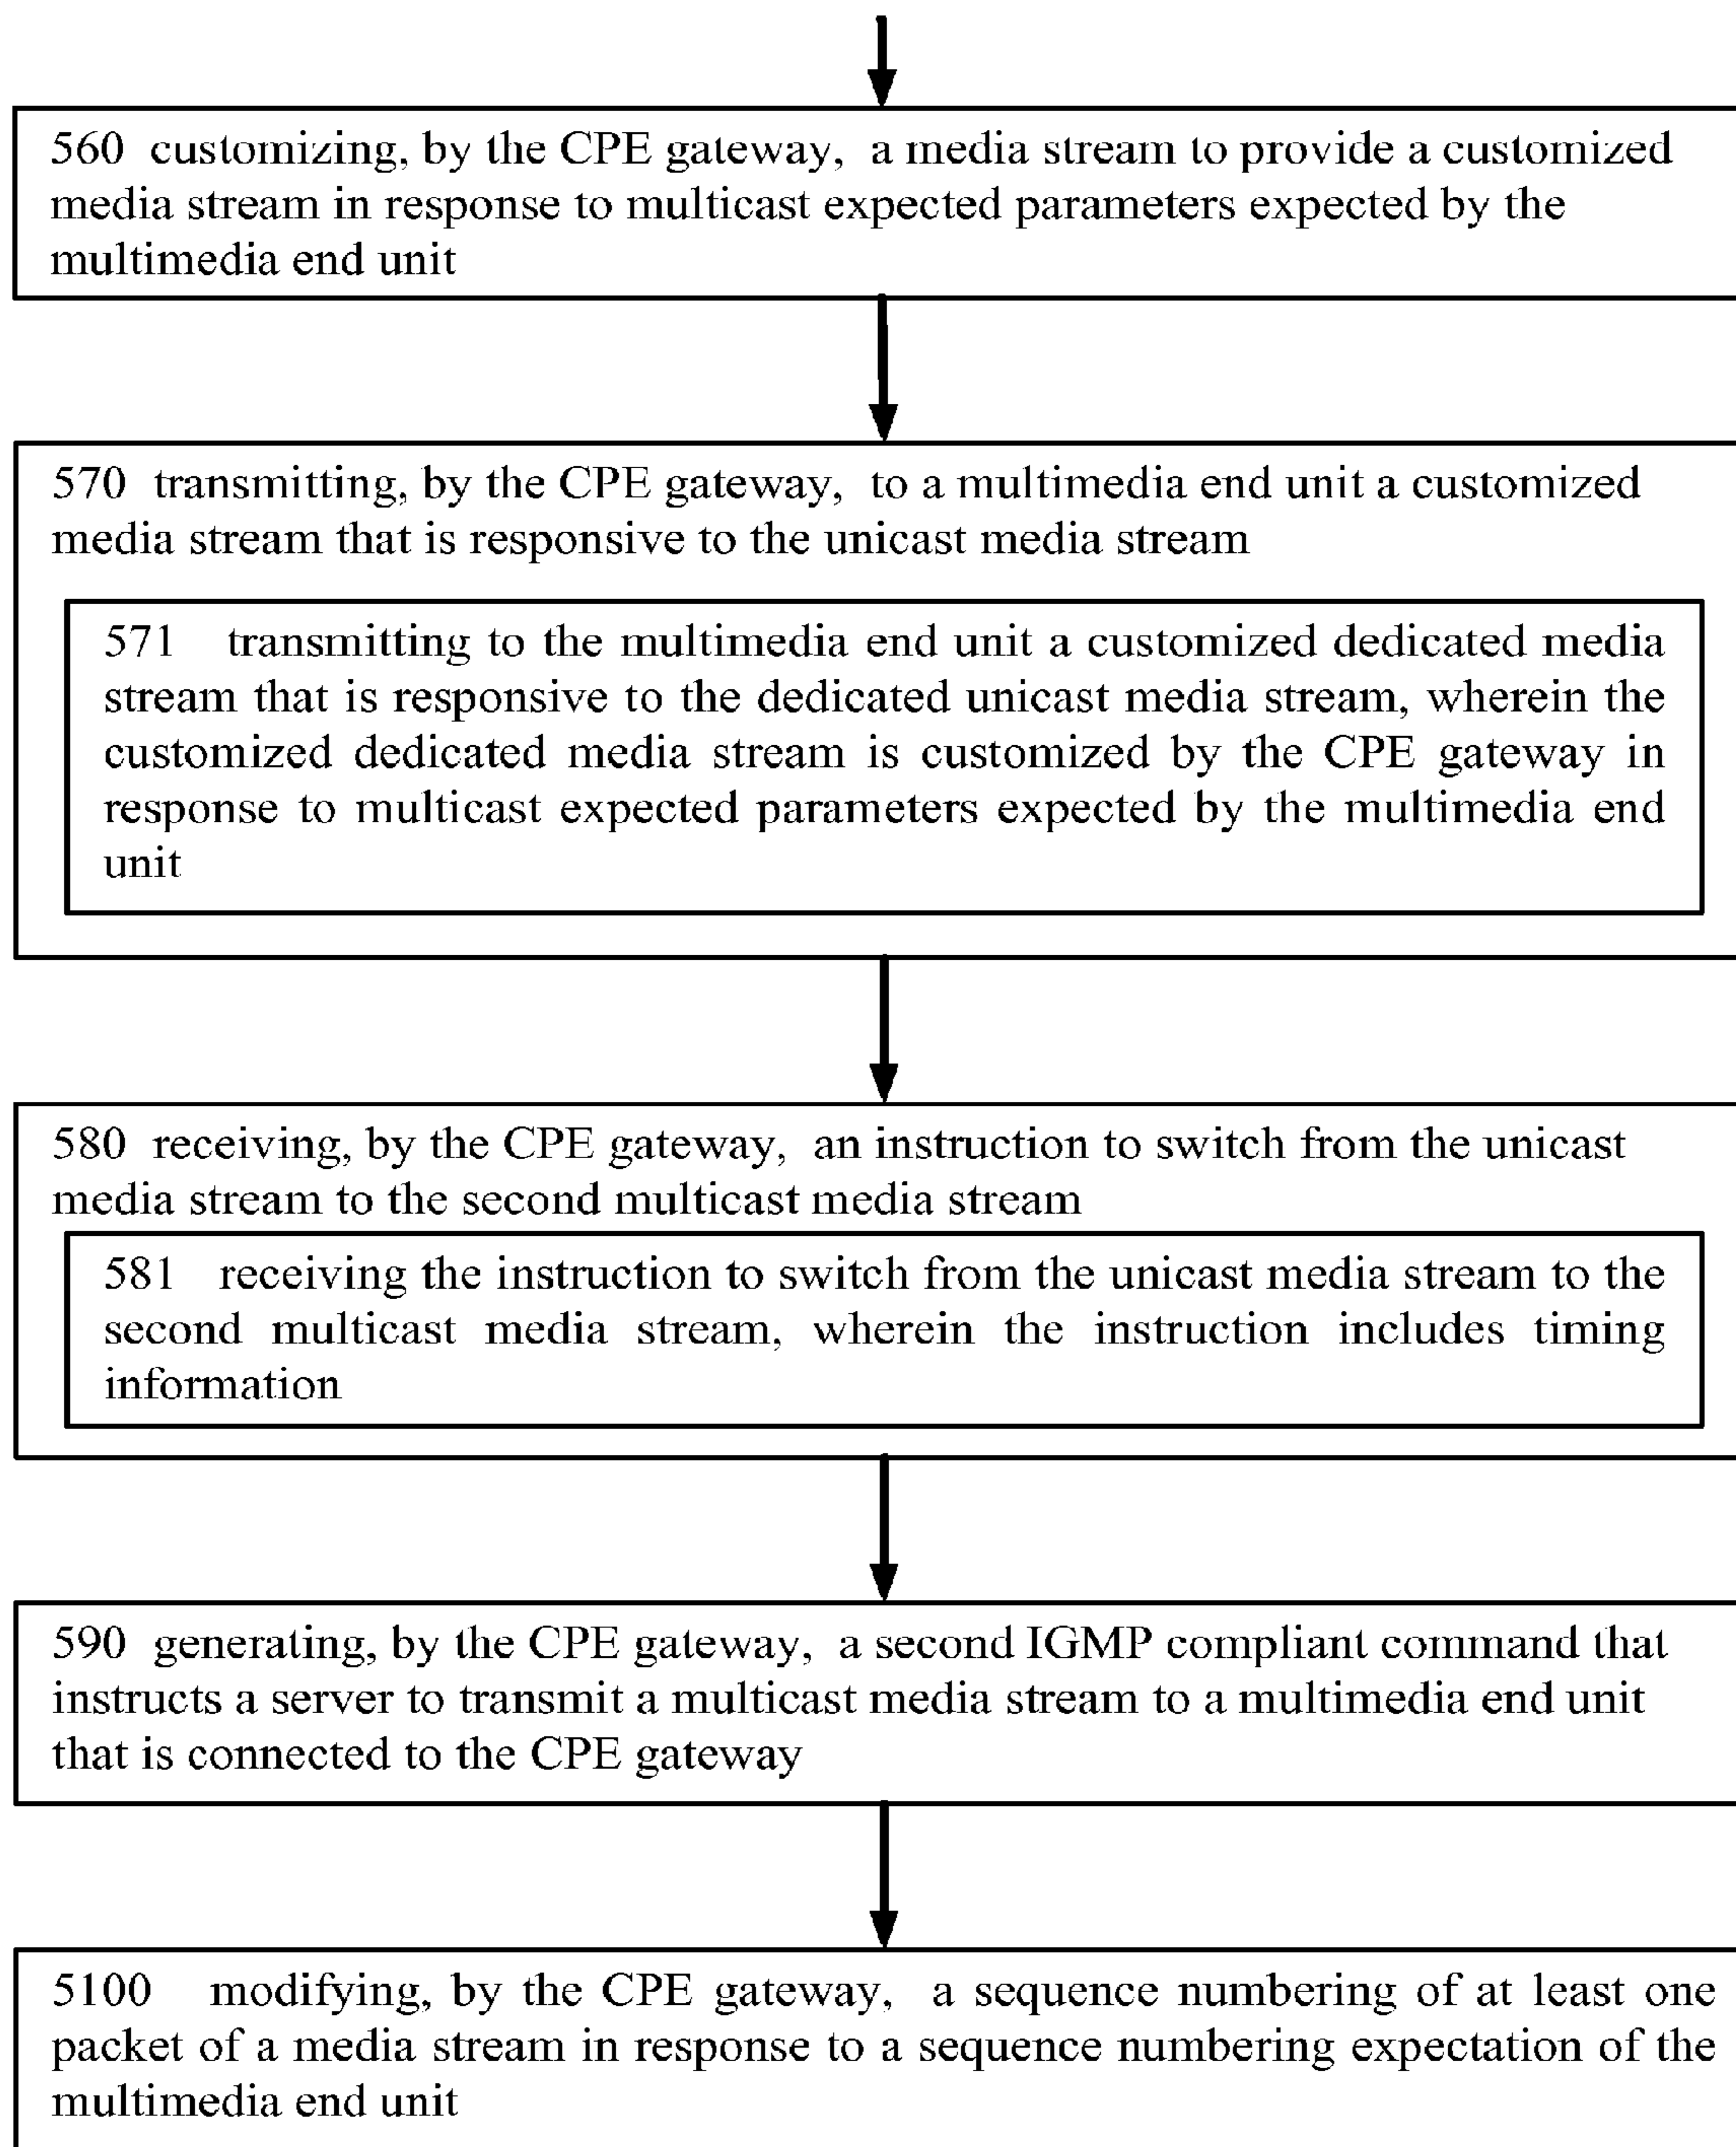 560 customizing, by the CPE gateway, a media stream to provide a customized
media stream in response to multicast expected parameters expected by the
multimedia end unit
570 transmitting, by the CPE gateway, to a multimedia end unit a customized
media stream that is responsive to the unicast media stream
571 transmitting to the multimedia end unit a customized dedicated media
stream that is responsive to the dedicated unicast media stream, wherein the
customized dedicated media stream is customized by the CPE gateway in
response to multicast expected parameters expected by the multimedia end
unit
580 receiving, by the CPE gateway, an instruction to switch from the unicast
media stream to the second multicast media stream
581 receiving the instruction to switch from the unicast media stream to the
second multicast media stream, wherein the instruction includes timing
information
590 generating, by the CPE gateway, a second IGMP compliant command that
instructs a server to transmit a multicast media stream to a multimedia end unit
that is connected to the CPE gateway
5100 modifying, by the CPE gateway, a sequence numbering of at least one
packet of a media stream in response to a sequence numbering expectation of the
multimedia end unit